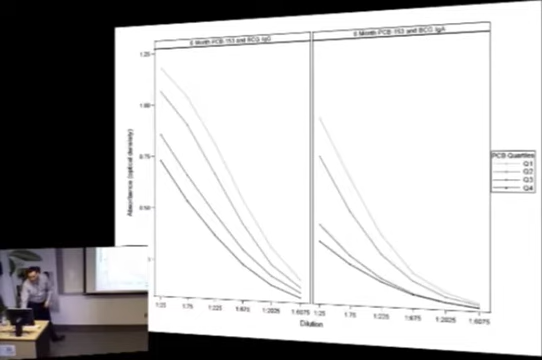 6 Month PCB-153 and BCG IgG
6 Month PCB-153 and BCG IgA
1.25
1.00
0.75
0.50
Absorbance (optical density)
PCB Quartiles
Q1
Q2
Q3
Q4
1:25
1:75
1:225
1:675
1:2025
1:6075
1:25
1:75
1:225
1:675
1:2025
1:6075
Dilution